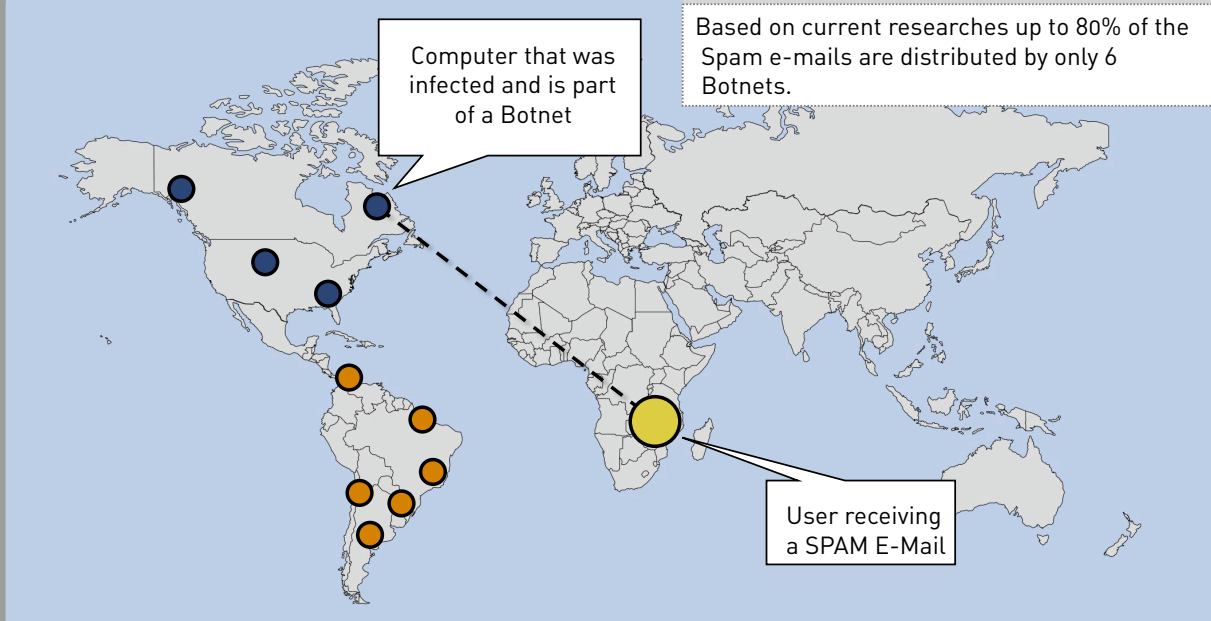 Based on current researches up to 80% of the
Spam e-mails are distributed by only 6
Botnets.
Computer that was
infected and is part
of a Botnet
User receiving
a SPAM E-Mail